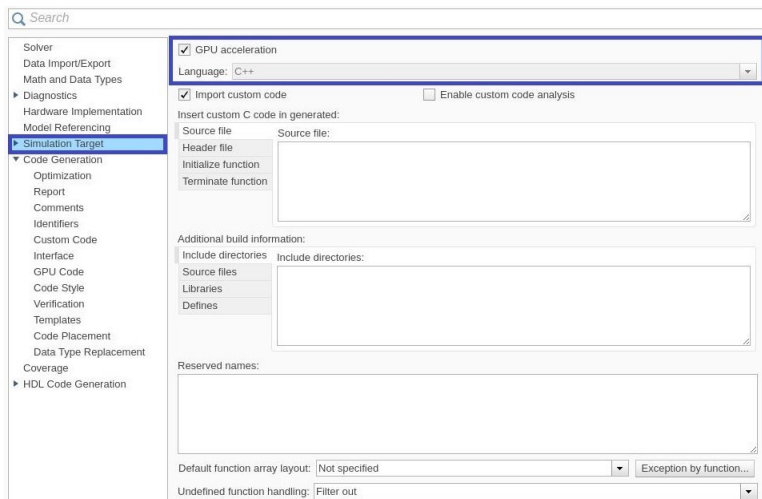 Search
Solver
Data Import/Export
Math and Data Types
Diagnostics
Hardware Implementation
Model Referencing
Simulation Target
Code Generation
Optimization
Report
Comments
Identifiers
Custom Code
Interface
GPU Code
Code Style
Verification
Templates
Code Placement
Data Type Replacement
Coverage
HDL Code Generation
GPU acceleration
Language: C++
Import custom code
Enable custom code analysis
Insert custom C code in generated:
Source file
Header file
Initialize function
Terminate function
Source file:
Additional build information:
Include directories
Source files
Libraries
Defines
Include directories:
Reserved names:
Default function array layout: Not specified
Exception by function...
Undefined function handling: Filter out